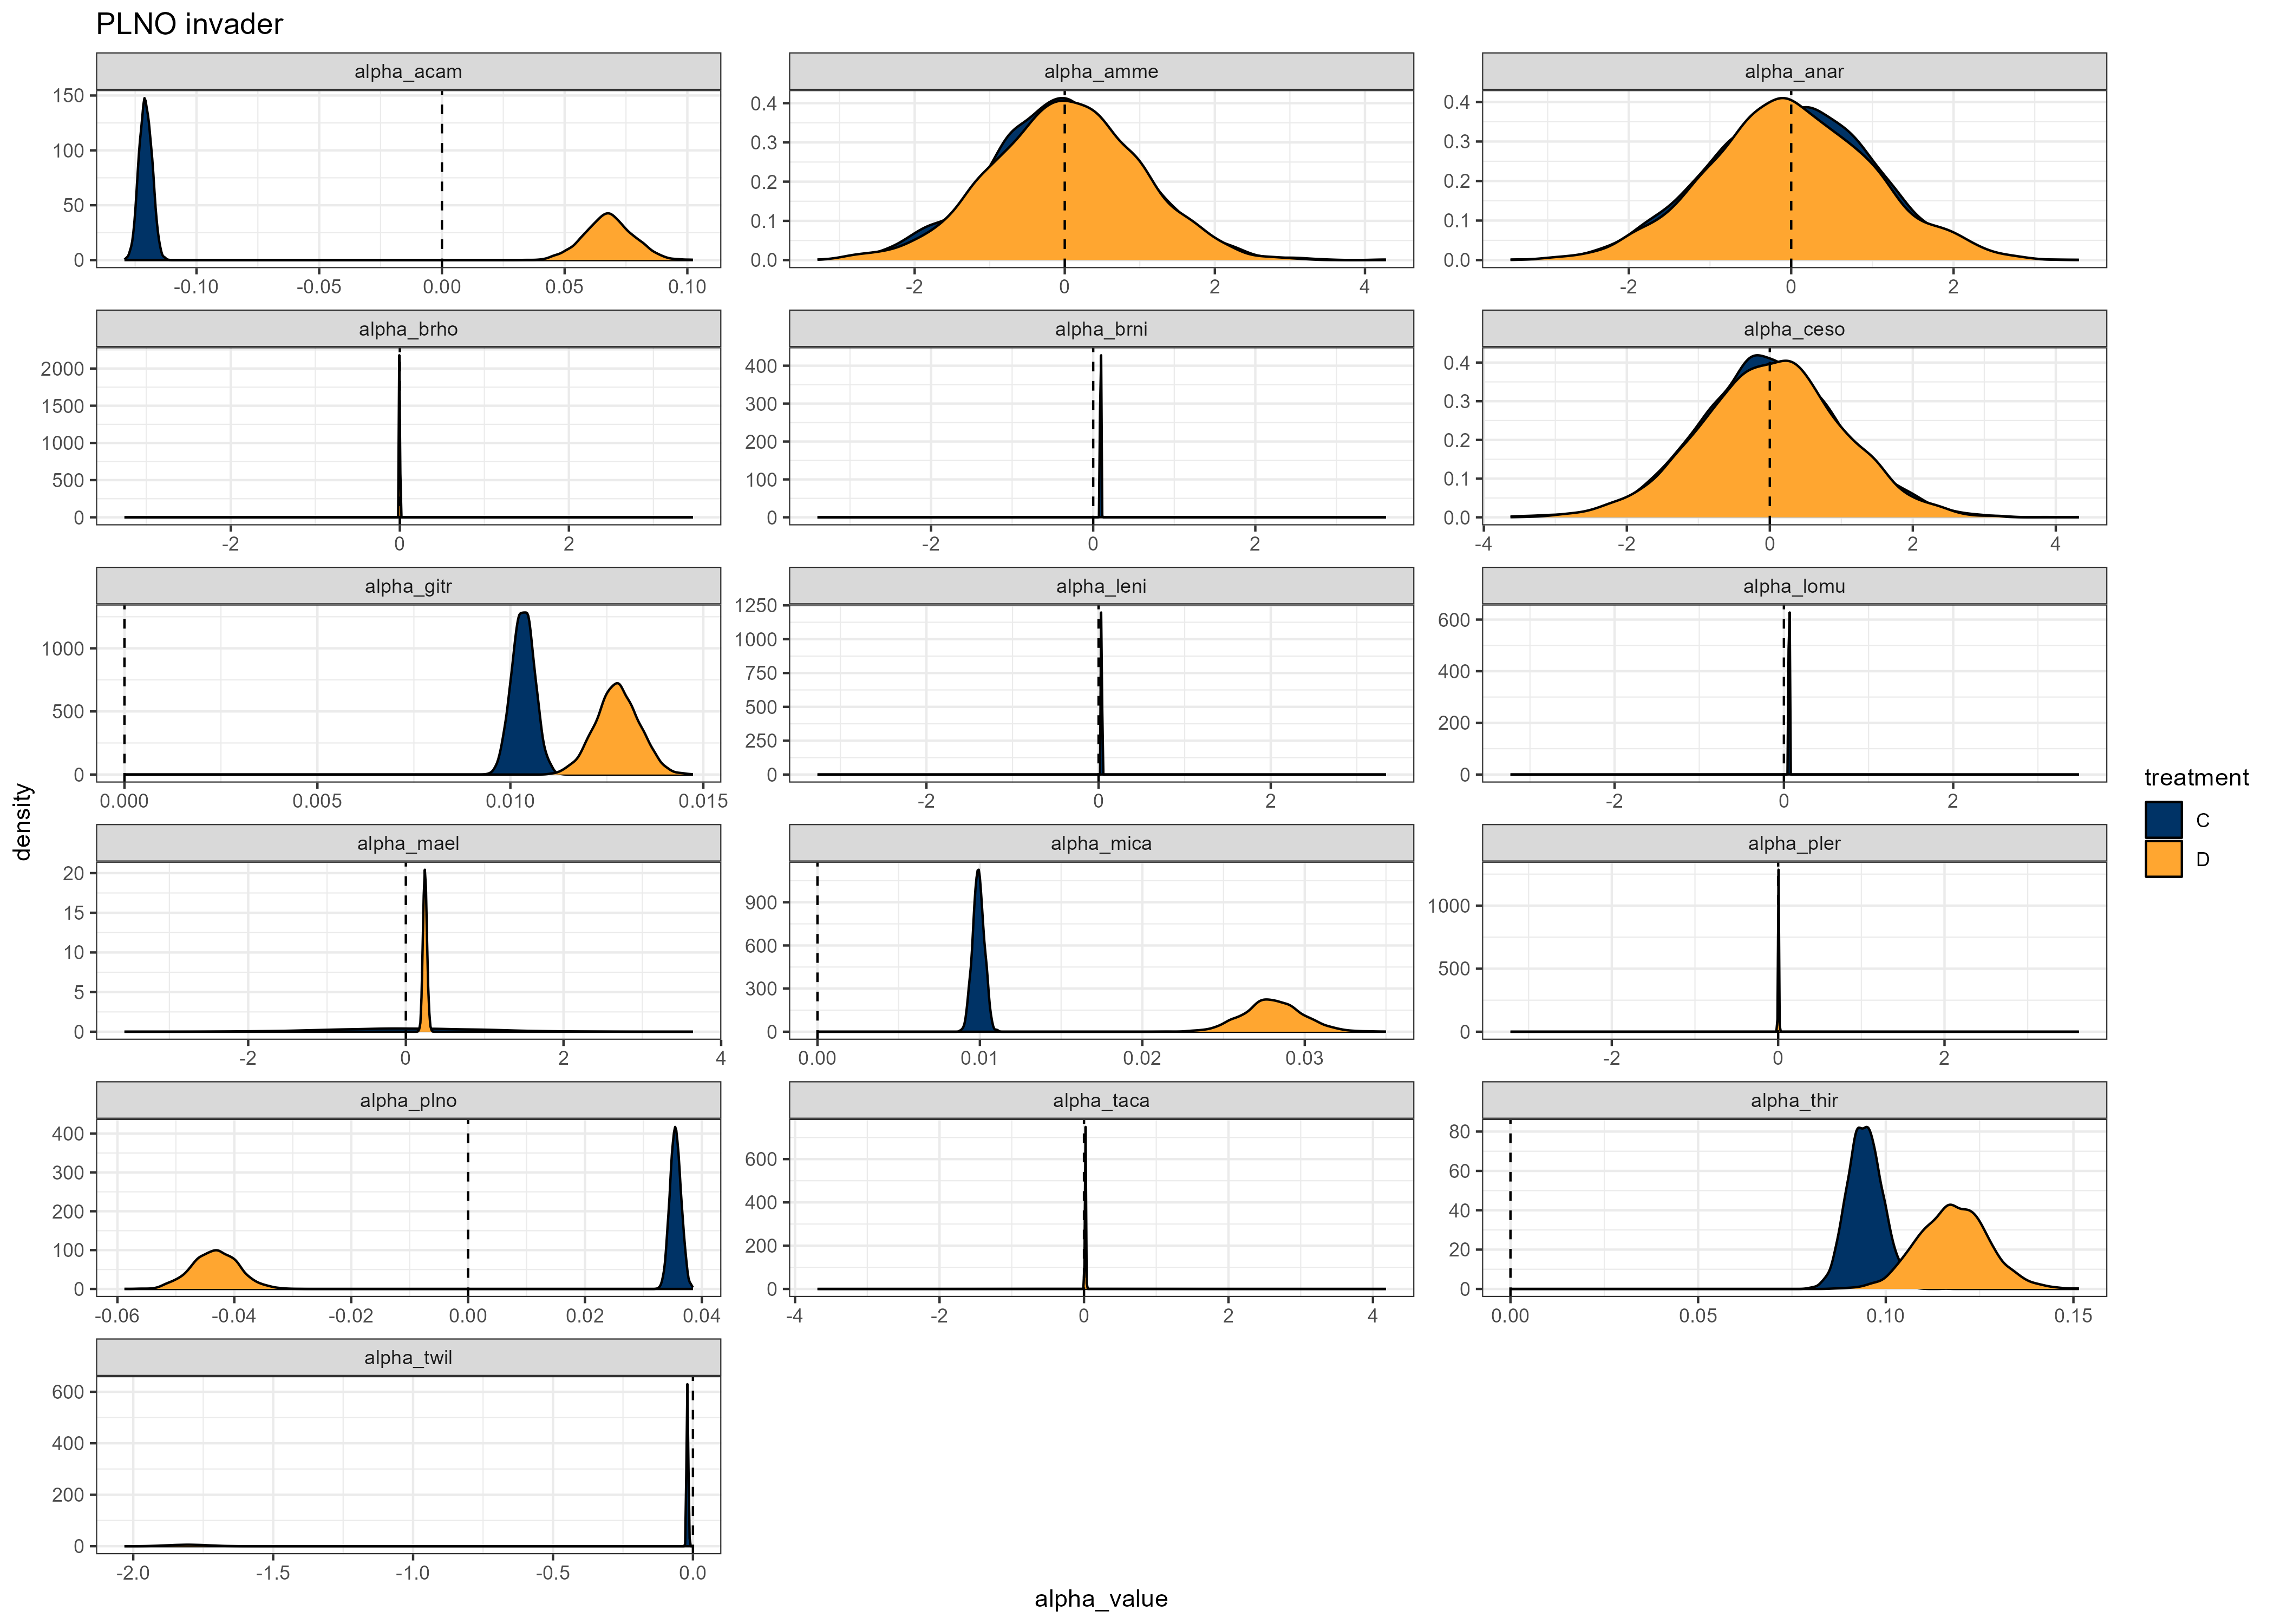 PLNO invader
alpha_acam alpha_amme alpha_anar
150 100 50 0
-0.10 -0.05 0.00 0.05 0.10
0.4 0.3 0.2 0.1 0.0
-2 0 2 4
0.4 0.3 0.2 0.1 0.0
-2 0 2
alpha_brho alpha_brni alpha_ceso
2000 1500 1000 500 0
-2 0 2
400 300 200 100 0
-2 0 2
0.4 0.3 0.2 0.1 0.0
-4 -2 0 2 4
alpha_gitr alpha_leni alpha_lomu
1000 500 0
0.000 0.005 0.010 0.015
1250 1000 750 500 250 0
-2 0 2
600 400 200 0
-2 0 2
alpha_mael alpha_mica alpha_pler
20 15 10 5 0
-2 0 2 4
900 600 300 0
0.00 0.01 0.02 0.03
1000 500 0
-2 0 2
alpha_plno alpha_taca alpha_thir
400 300 200 100 0
-0.06 -0.04 -0.02 0.00 0.02 0.04
600 400 200 0
-4 -2 0 2 4
80 60 40 20 0
0.00 0.05 0.10 0.15
alpha_twil
600 400 200 0
-2.0 -1.5 -1.0 -0.5 0.0
density
alpha_value
treatment
C
D